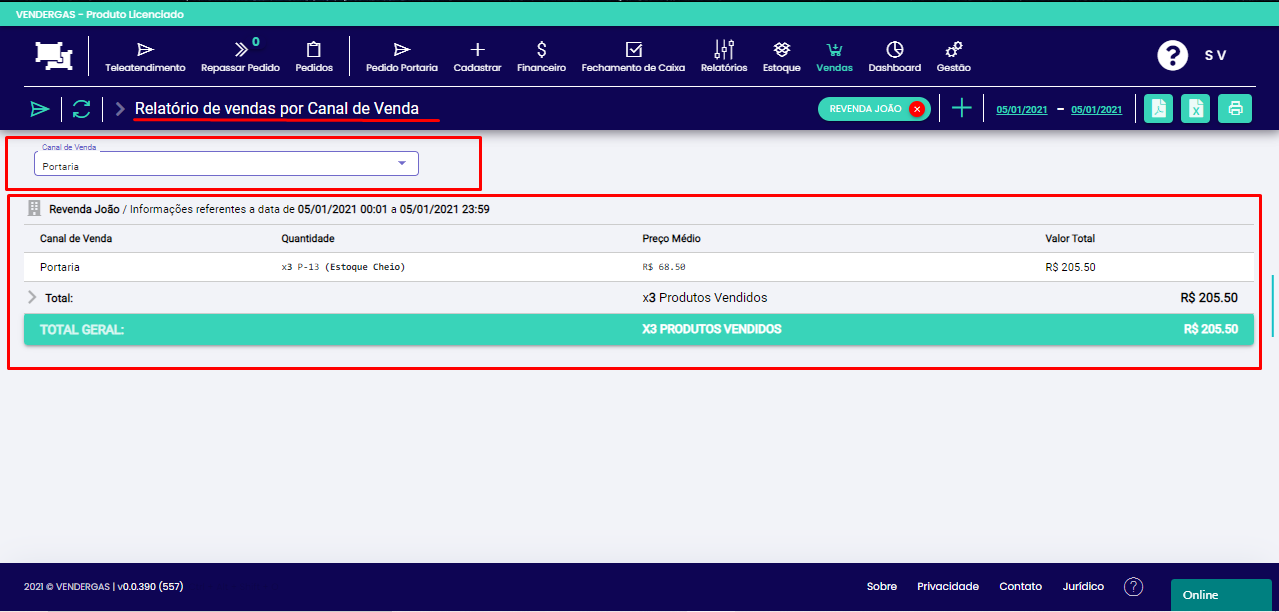 VENDERGAS - Produto Licenciado
Teleatendimento
Repassar Pedido
0
Pedidos
Pedido Portaria
Cadastrar
Financeiro
Fechamento de Caixa
Relatórios
Estoque
Vendas
Dashboard
Gestão
?
S V
Relatório de vendas por Canal de Venda
REVENDA JOÃO
05/01/2021 - 05/01/2021
Canal de Venda
Portaria
Revenda João / Informações referentes a data de 05/01/2021 00:01 a 05/01/2021 23:59
Canal de Venda Quantidade Preço Médio Valor Total
Portaria x3 P-13 (Estoque Cheio) R$ 68.50 R$ 205.50
Total: x3 Produtos Vendidos R$ 205.50
TOTAL GERAL: X3 PRODUTOS VENDIDOS R$ 205.50
2021 © VENDERGAS | v0.0.390 (557)
Sobre Privacidade Contato Jurídico ?
Online